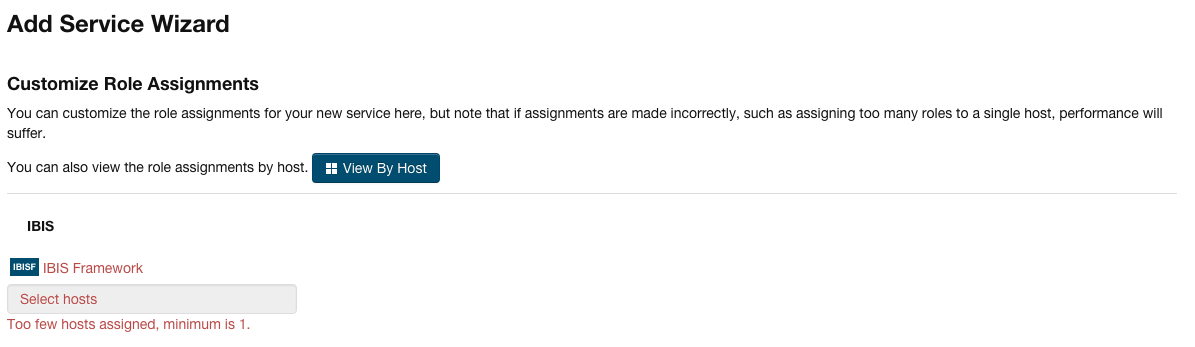 Add Service Wizard
Customize Role Assignments
You can customize the role assignments for your new service here, but note that if assignments are made incorrectly, such as assigning too many roles to a single host, performance will
suffer.
You can also view the role assignments by host. View By Host
IBIS
IBISF IBIS Framework
Select hosts
Too few hosts assigned, minimum is 1.